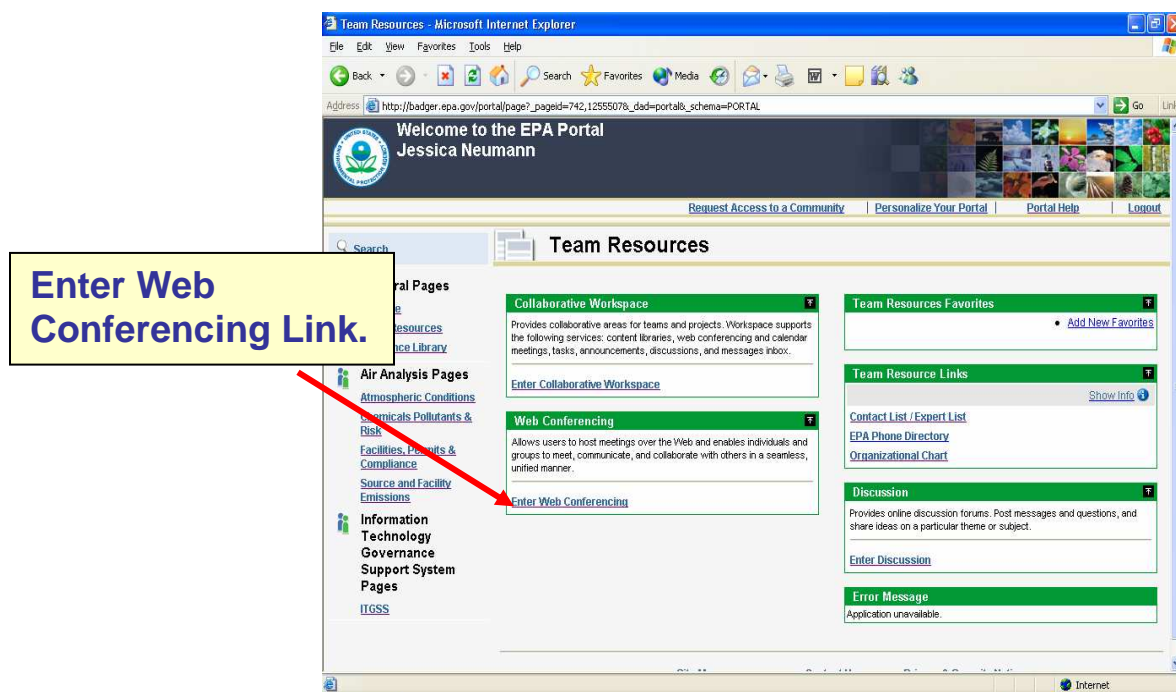 Team Resources - Microsoft Internet Explorer
File Edit View Favorites Tools Help
Back Search Favorites Media
Address http://badger.epa.gov/portal/page?_pageid=742,1255507&_dad=portal&_schema=PORTAL Go
Welcome to the EPA Portal
Jessica Neumann
Request Access to a Community | Personalize Your Portal | Portal Help | Logout
Search
Team Resources
Enter Web
Conferencing Link.
Pages
Library
Air Analysis Pages
Atmospheric Conditions
Chemicals Pollutants &
Risk
Facilities, Permits &
Compliance
Source and Facility
Emissions
Information
Technology
Governance
Support System
Pages
ITGSS
Collaborative Workspace
Provides collaborative areas for teams and projects. Workspace supports
the following services: content libraries, web conferencing and calendar
meetings, tasks, announcements, discussions, and messages inbox.
Enter Collaborative Workspace
Web Conferencing
Allows users to host meetings over the Web and enables individuals and
groups to meet, communicate, and collaborate with others in a seamless,
unified manner.
Enter Web Conferencing
Team Resources Favorites
Add New Favorites
Team Resource Links
Show Info
Contact List / Expert List
EPA Phone Directory
Organizational Chart
Discussion
Provides online discussion forums. Post messages and questions, and
share ideas on a particular theme or subject.
Enter Discussion
Error Message
Application unavailable.
Internet